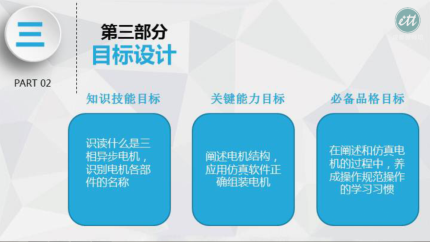 三
PART 02
第三部分
目标设计
ctt
知识技能目标
关键能力目标
必备品格目标
识读什么是三
相异步电机，
识别电机各部
件的名称
阐述电机结构，
应用仿真软件正
确组装电机
在阐述和仿真电
机的过程中，养
成操作规范操作
的学习习惯